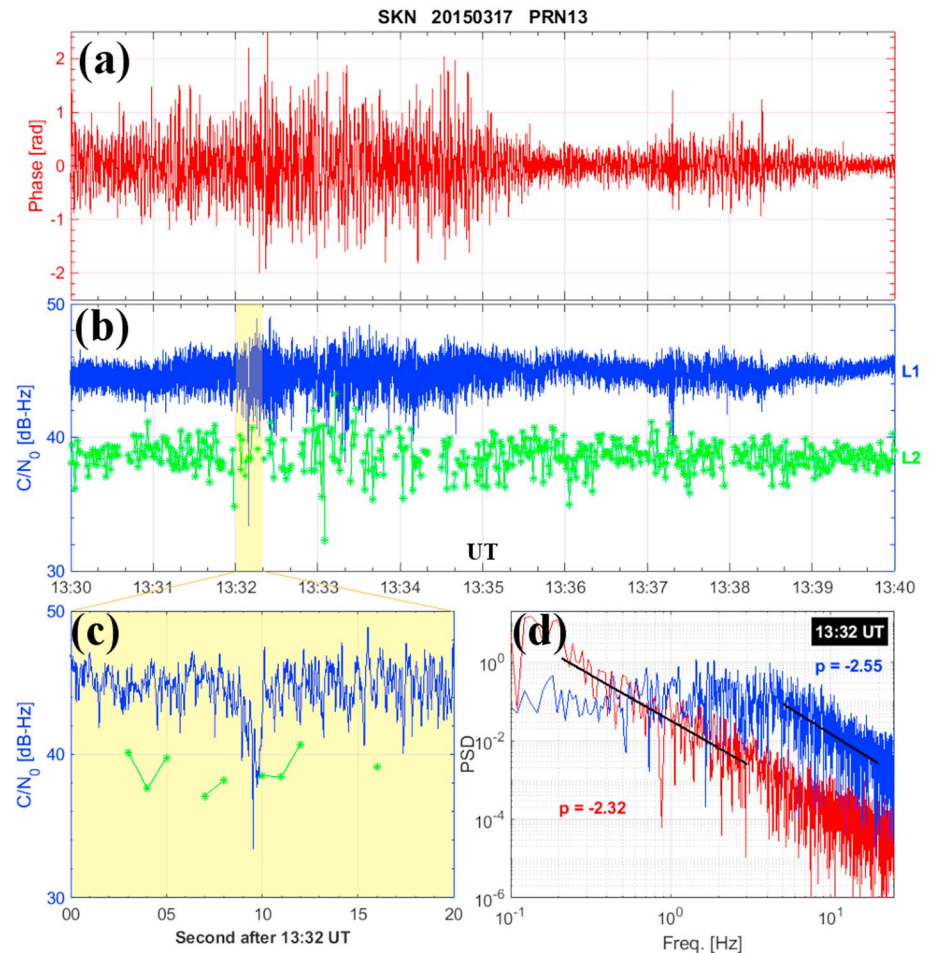 SKN 20150317 PRN13
(a)
Phase [rad]
2
1
0
-1
-2
(b)
C/N0 [dB-Hz]
50
40
30
L1
L2
UT
13:30 13:31 13:32 13:33 13:34 13:35 13:36 13:37 13:38 13:39 13:40
(c)
C/N0 [dB-Hz]
50
40
30
00 05 10 15 20
Second after 13:32 UT
(d)
13:32 UT
p = -2.55
p = -2.32
PSD
10^0
10^-2
10^-4
10^-6
10^-1 10^0 10^1
Freq. [Hz]